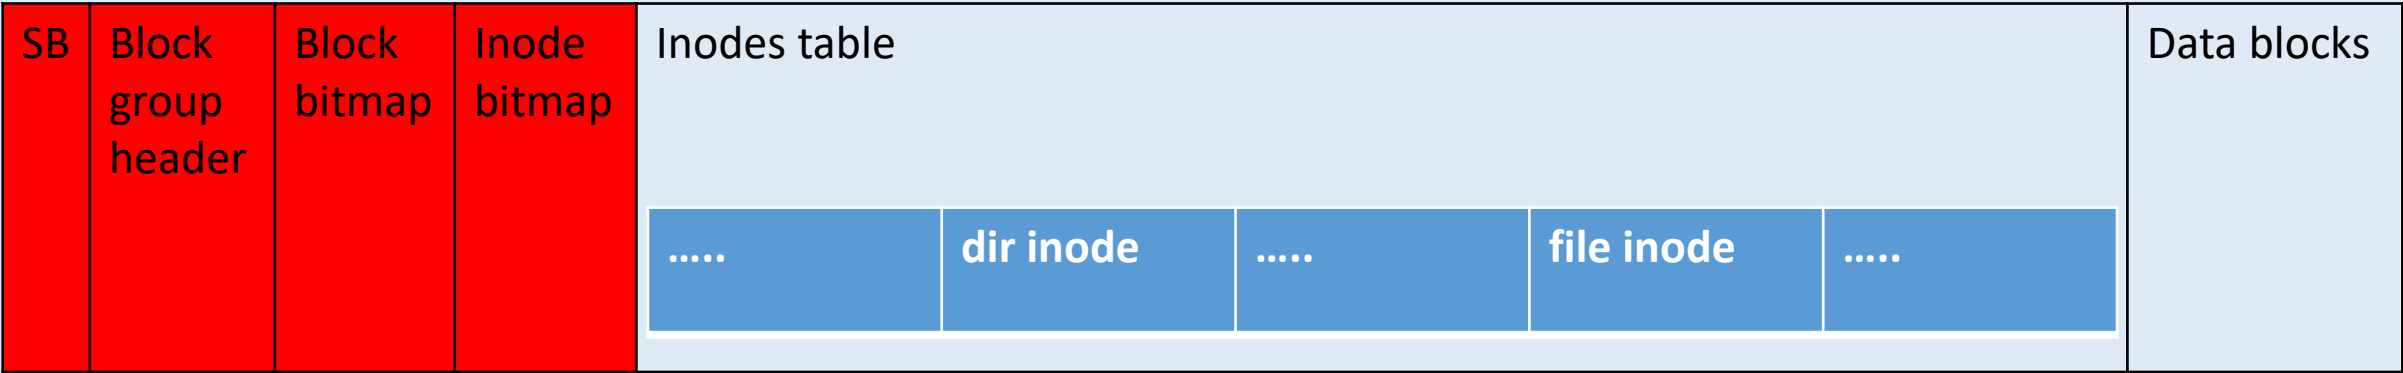 SB
Block
group
header
Block
bitmap
Inode
bitmap
Inodes table
Data blocks
.....
dir inode
.....
file inode
.....